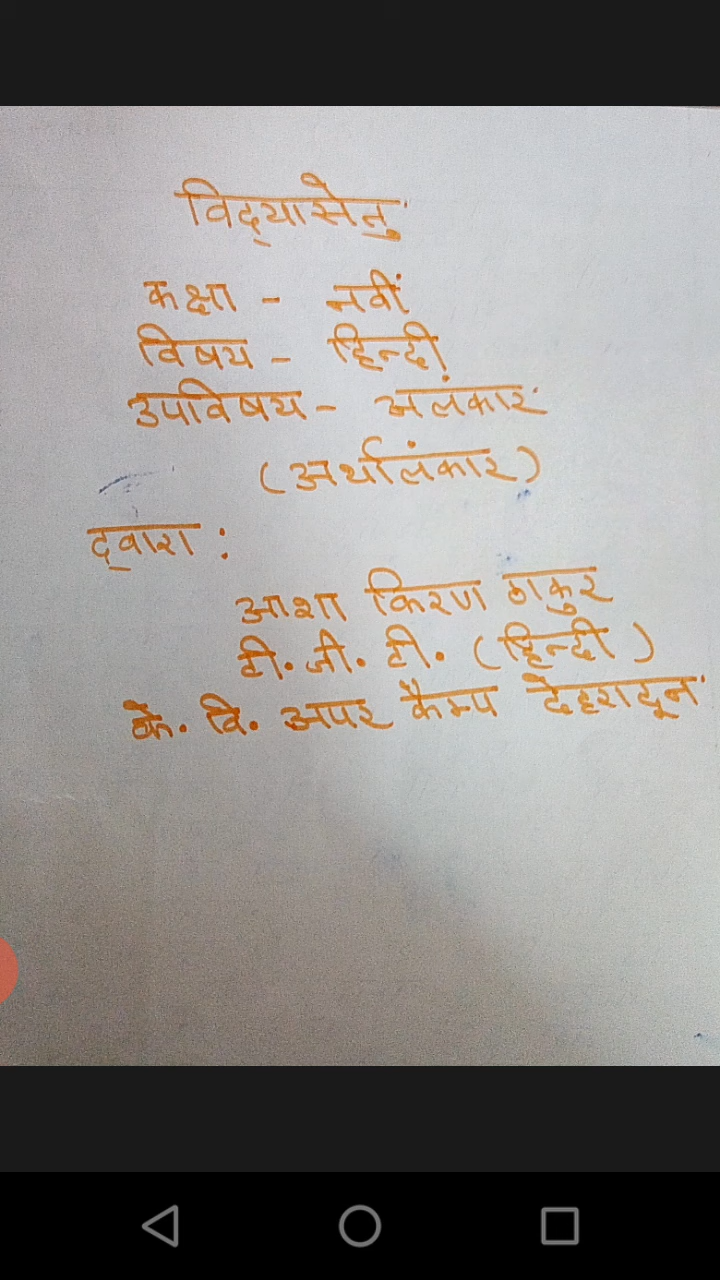 विद्यासेतु
कक्षा - नवीं
विषय - हिन्दी
उपविषय - अलंकार
(अर्थालंकार)
द्वारा :
आशा किरण ठाकुर
टी. जी. टी. (हिन्दी)
के. वि. अपर कैम्प देहरादून